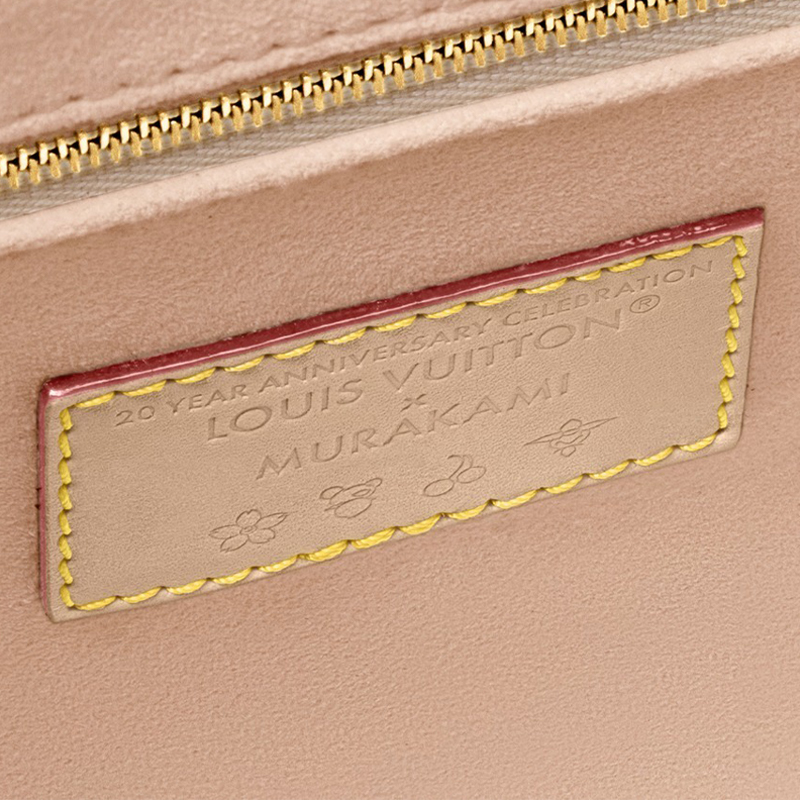 20 YEAR ANNIVERSARY CELEBRATION
LOUIS VUITTON®
×
MURAKAMI